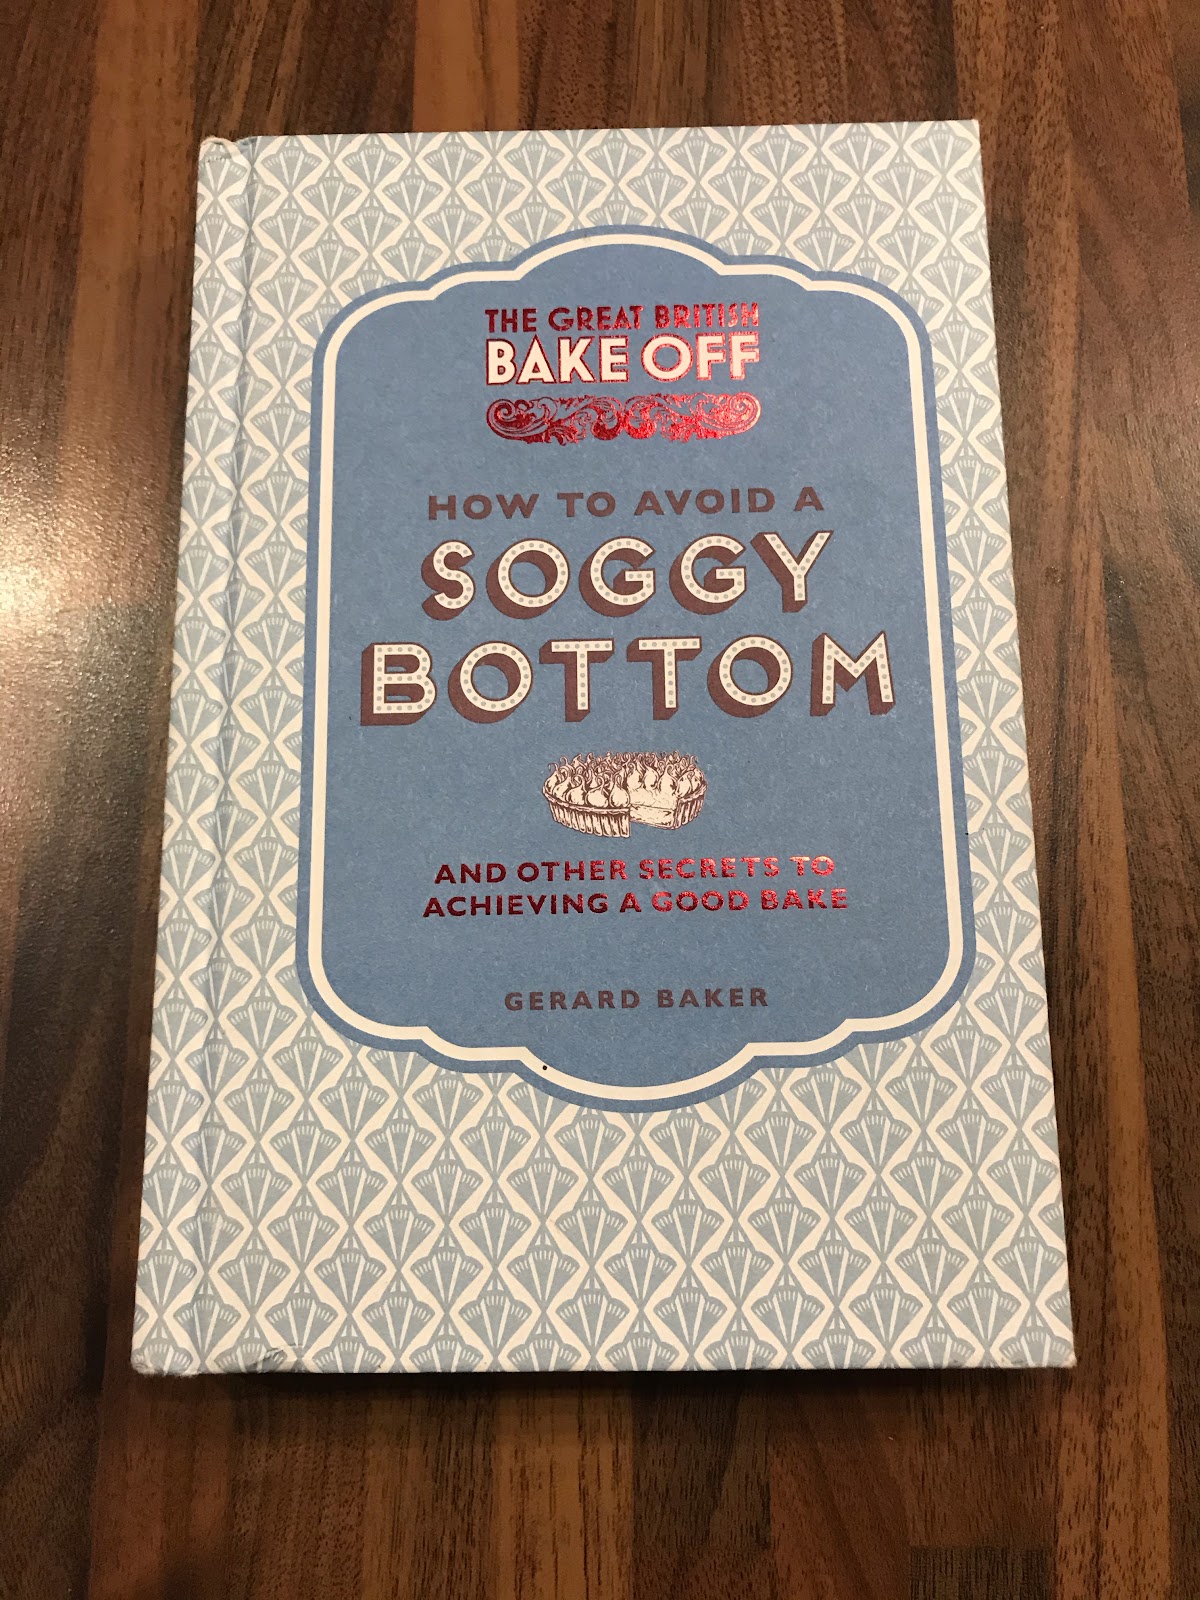 THE GREAT BRITISH
BAKE OFF
HOW TO AVOID A
SOGGY
BOTTOM
AND OTHER SECRETS TO
ACHIEVING A GOOD BAKE
GERARD BAKER